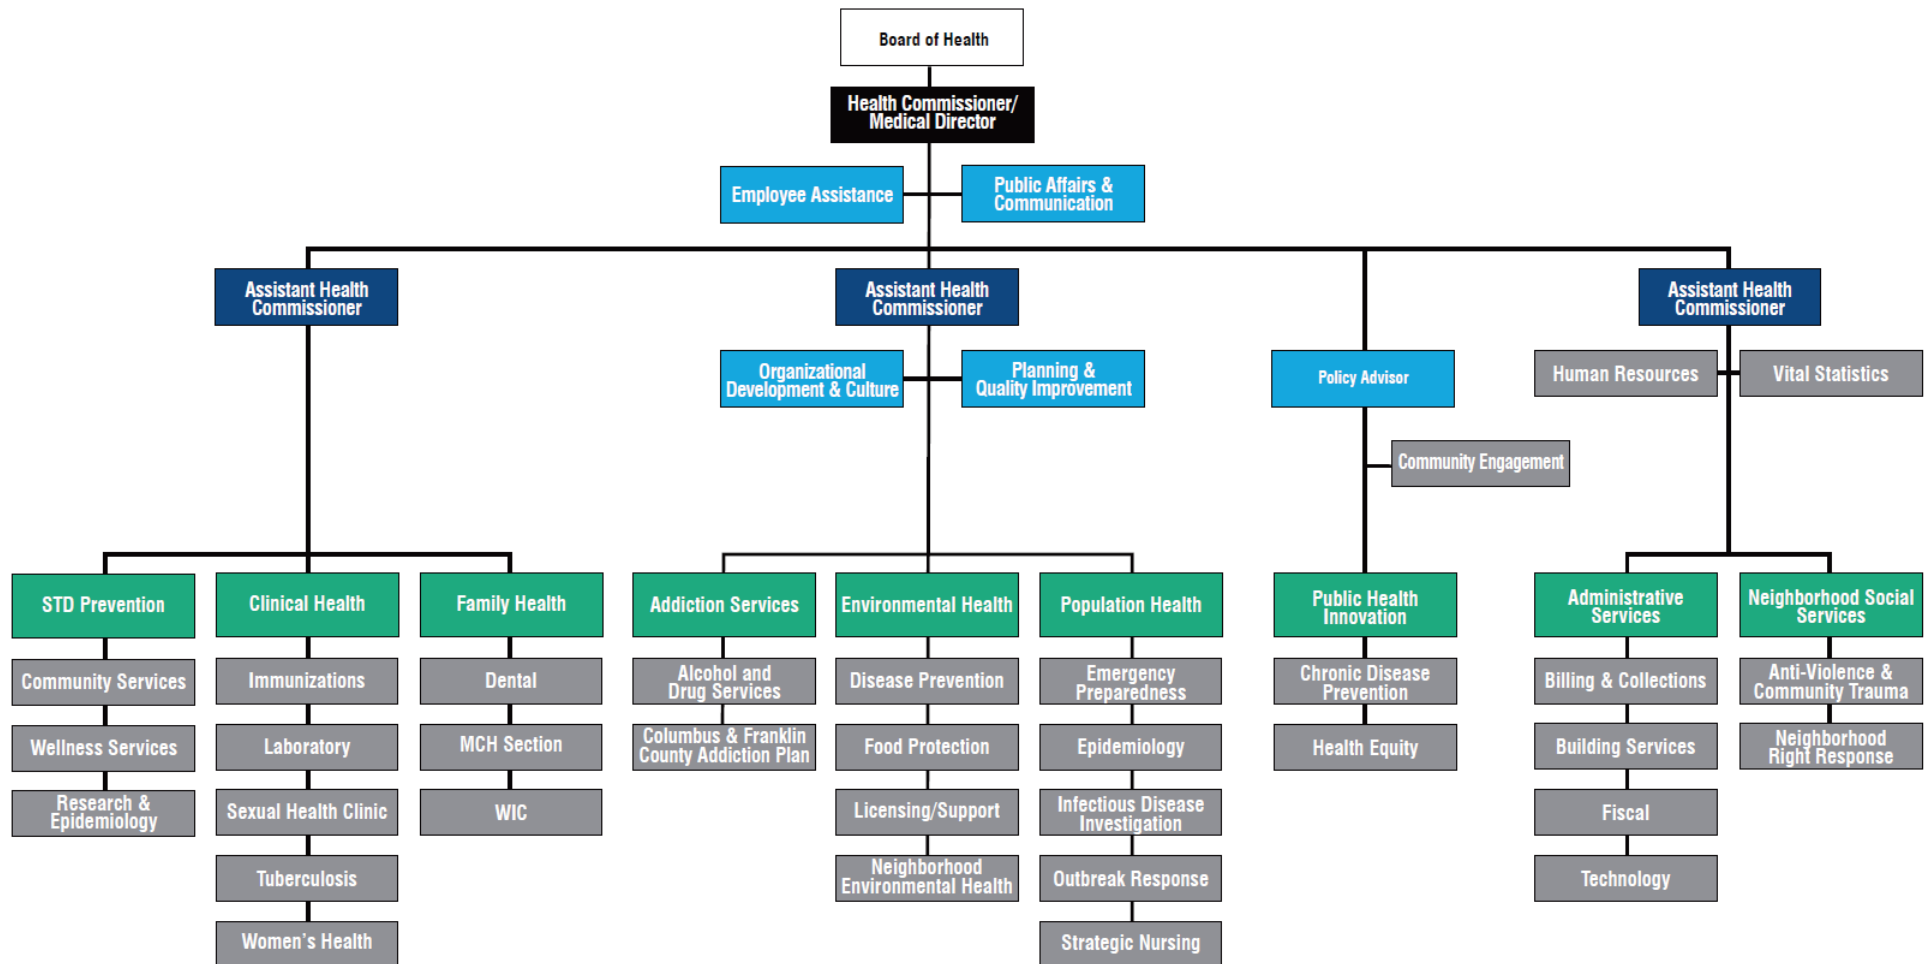 Board of Health
Health Commissioner/
Medical Director
Employee Assistance
Public Affairs &
Communication
Assistant Health
Commissioner
Assistant Health
Commissioner
Assistant Health
Commissioner
Organizational
Development & Culture
Planning &
Quality Improvement
Policy Advisor
Human Resources
Vital Statistics
Community Engagement
STD Prevention
Clinical Health
Family Health
Addiction Services
Environmental Health
Population Health
Public Health
Innovation
Administrative
Services
Neighborhood Social
Services
Community Services
Immunizations
Dental
Alcohol and
Drug Services
Disease Prevention
Emergency
Preparedness
Chronic Disease
Prevention
Billing & Collections
Anti-Violence &
Community Trauma
Wellness Services
Laboratory
MCH Section
Columbus & Franklin
County Addiction Plan
Food Protection
Epidemiology
Health Equity
Building Services
Neighborhood
Right Response
Research &
Epidemiology
Sexual Health Clinic
WIC
Licensing/Support
Infectious Disease
Investigation
Fiscal
Tuberculosis
Neighborhood
Environmental Health
Outbreak Response
Technology
Women's Health
Strategic Nursing